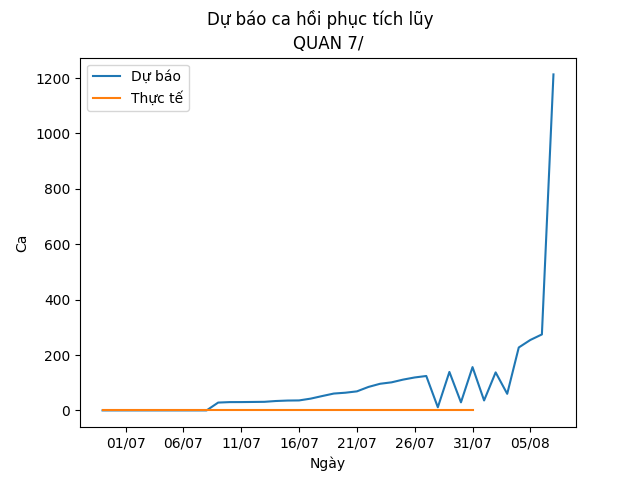 Dự báo ca hồi phục tích lũy
QUAN 7/
Dự báo
Thực tế
1200
1000
800
600
400
200
0
Ca
01/07 06/07 11/07 16/07 21/07 26/07 31/07 05/08
Ngày